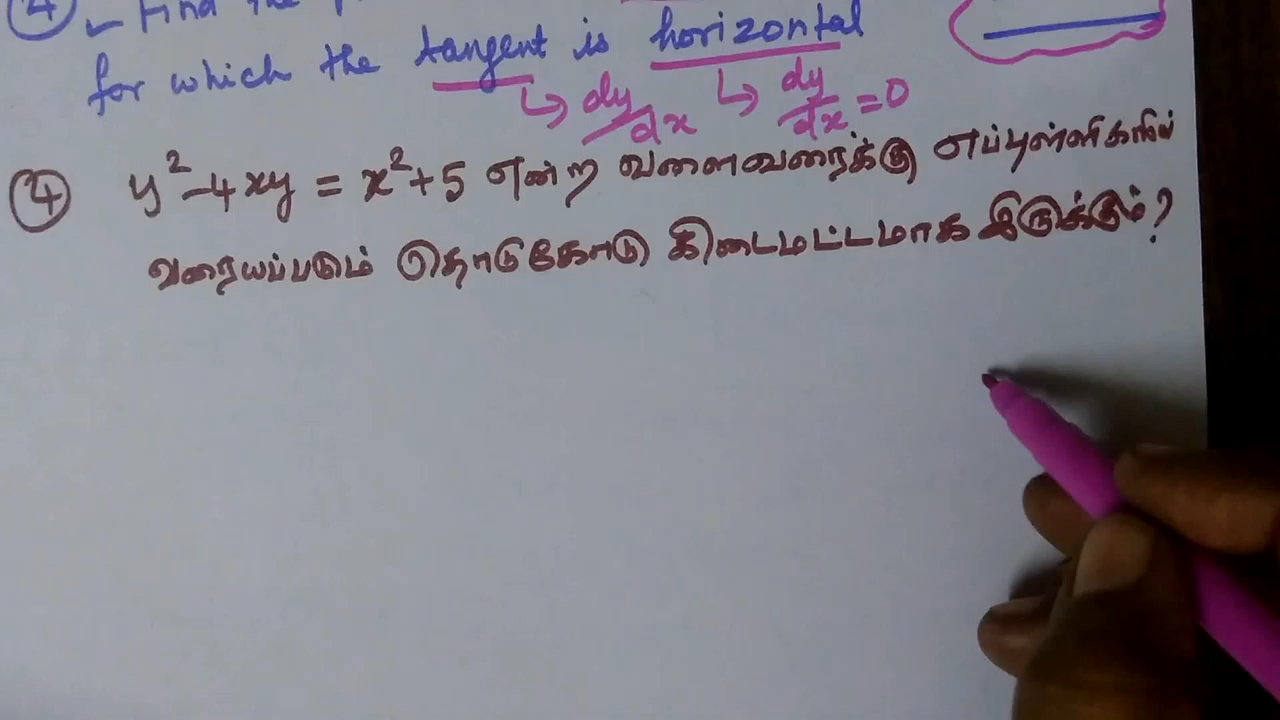 ④ Find the
for which the tangent is horizontal
↳ dy/dx ↳ dy/dx = 0
④ y² - 4xy = x² + 5 என்ற வளைவரைக்கு எப்புள்ளிகளில்
வரையப்படும் தொடுகோடு கிடைமட்டமாக இருக்கும்?